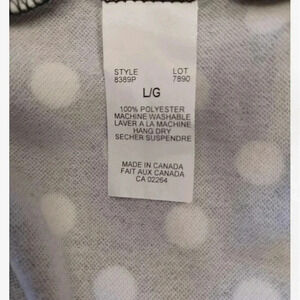 STYLE LOT
8389P 7890
L/G
100% POLYESTER
MACHINE WASHABLE
LAVER A LA MACHINE
HANG DRY
SECHER SUSPENDRE
MADE IN CANADA
FAIT AUX CANADA
CA 02264